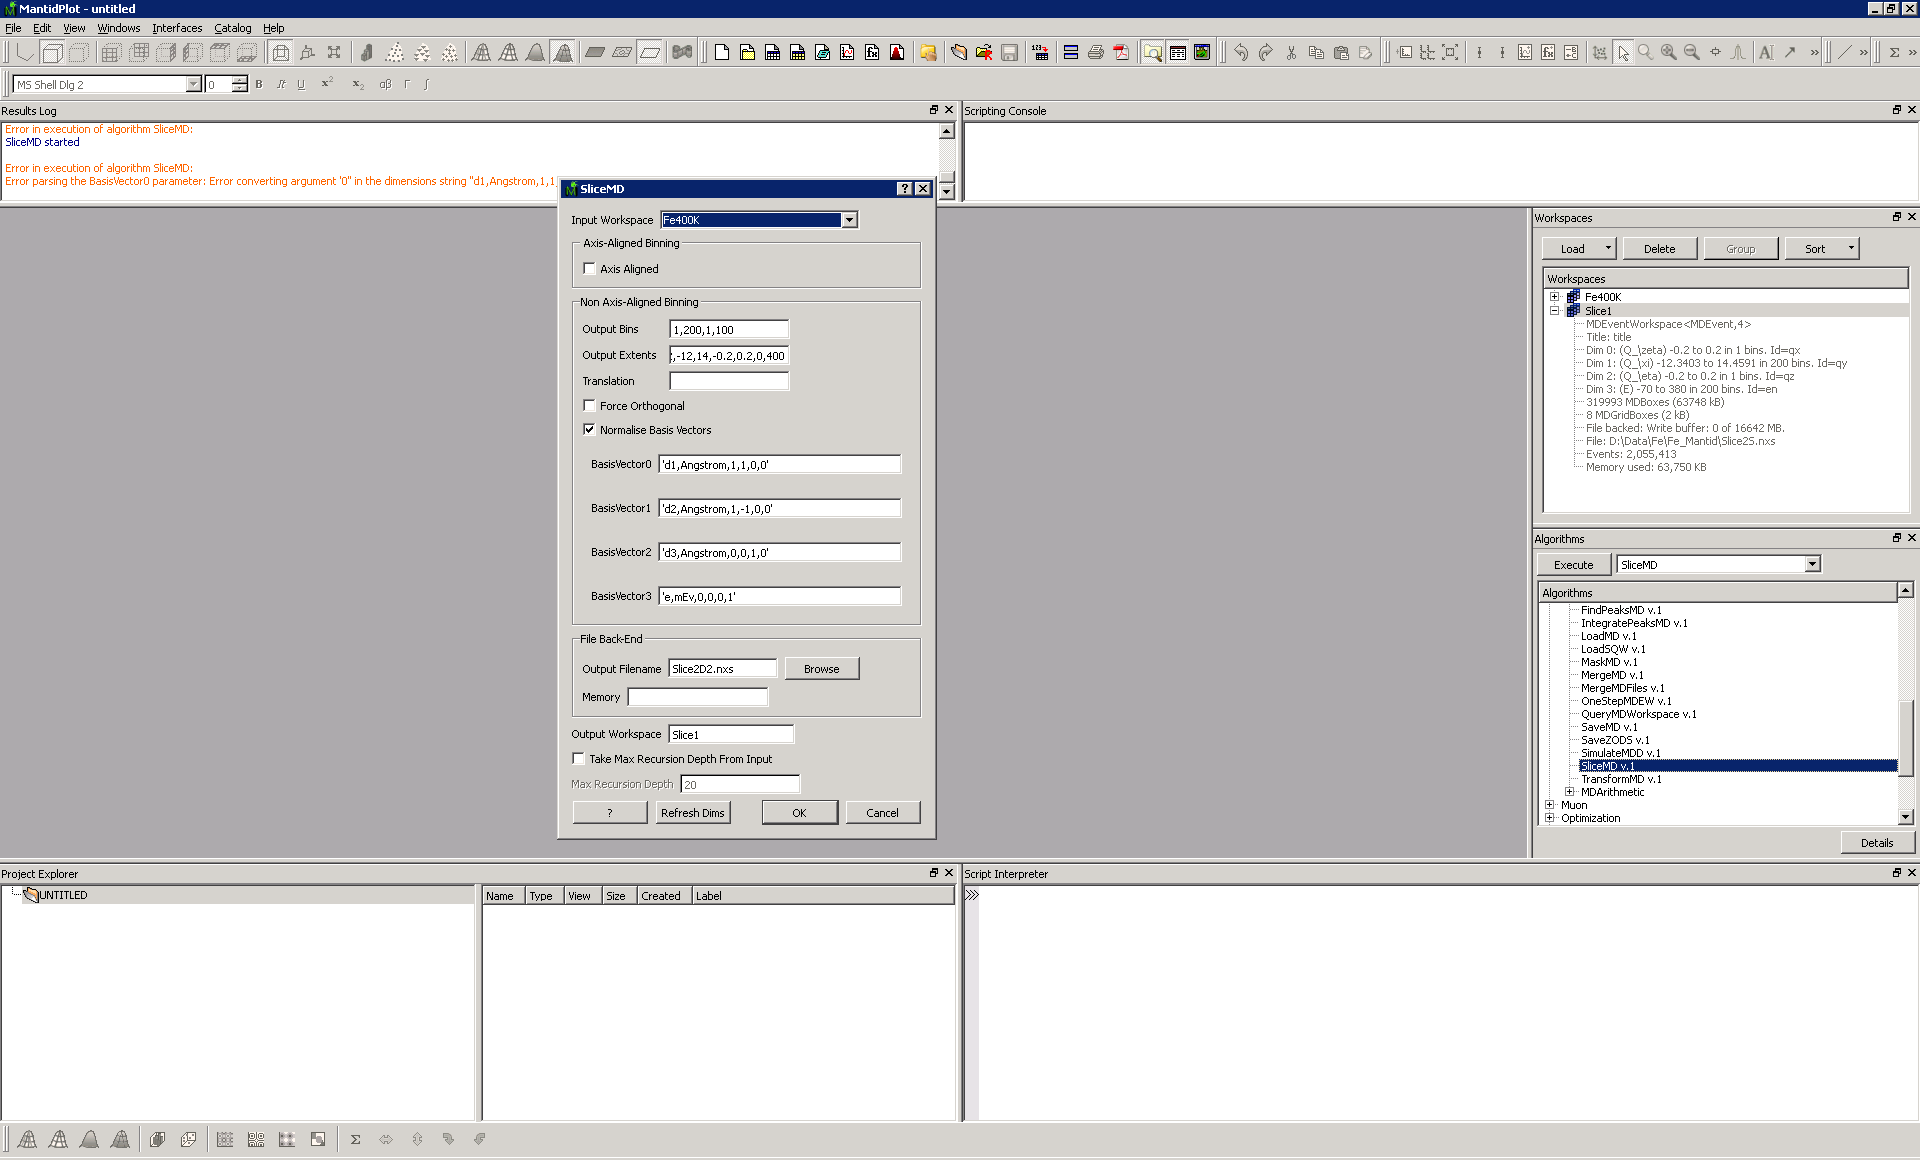 MantidPlot - untitled
File Edit View Windows Interfaces Catalog Help
MS Shell Dlg 2 0 B It U x² x₂ αβ Γ ∫
Results Log
Error in execution of algorithm SliceMD:
SliceMD started
Error in execution of algorithm SliceMD:
Error parsing the BasisVector0 parameter: Error converting argument '0'' in the dimensions string ''d1,Angstrom,1,1,
Scripting Console
SliceMD
Input Workspace Fe400K
Axis-Aligned Binning
Axis Aligned
Non Axis-Aligned Binning
Output Bins 1,200,1,100
Output Extents ,-12,14,-0.2,0.2,0,400
Translation
Force Orthogonal
Normalise Basis Vectors
BasisVector0 'd1,Angstrom,1,1,0,0'
BasisVector1 'd2,Angstrom,1,-1,0,0'
BasisVector2 'd3,Angstrom,0,0,1,0'
BasisVector3 'e,mEv,0,0,0,1'
File Back-End
Output Filename Slice2D2.nxs Browse
Memory
Output Workspace Slice1
Take Max Recursion Depth From Input
Max Recursion Depth 20
? Refresh Dims OK Cancel
Workspaces
Load Delete Group Sort
Workspaces
Fe400K
Slice1
MDEventWorkspace<MDEvent,4>
Title: title
Dim 0: (Q_\zeta) -0.2 to 0.2 in 1 bins. Id=qx
Dim 1: (Q_\xi) -12.3403 to 14.4591 in 200 bins. Id=qy
Dim 2: (Q_\eta) -0.2 to 0.2 in 1 bins. Id=qz
Dim 3: (E) -70 to 380 in 200 bins. Id=en
319993 MDBoxes (63748 kB)
8 MDGridBoxes (2 kB)
File backed: Write buffer: 0 of 16642 MB.
File: D:\Data\Fe\Fe_Mantid\Slice2S.nxs
Events: 2,055,413
Memory used: 63,750 KB
Algorithms
Execute SliceMD
Algorithms
FindPeaksMD v.1
IntegratePeaksMD v.1
LoadMD v.1
LoadSQW v.1
MaskMD v.1
MergeMD v.1
MergeMDFiles v.1
OneStepMDEW v.1
QueryMDWorkspace v.1
SaveMD v.1
SaveZODS v.1
SimulateMDD v.1
SliceMD v.1
TransformMD v.1
MDArithmetic
Muon
Optimization
Details
Project Explorer
UNTITLED
Name Type View Size Created Label
Script Interpreter
>>>